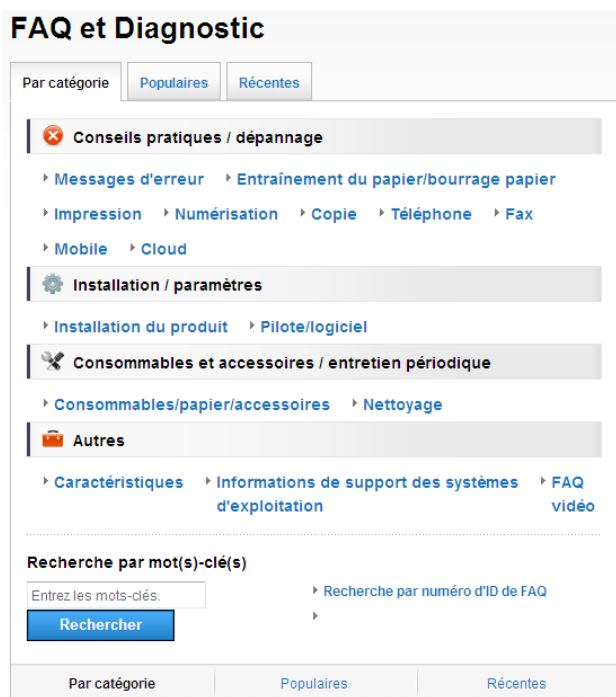 FAQ et Diagnostic
Par catégorie Populaires Récentes
Conseils pratiques / dépannage
Messages d'erreur Entraînement du papier/bourrage papier
Impression Numérisation Copie Téléphone Fax
Mobile Cloud
Installation / paramètres
Installation du produit Pilote/logiciel
Consommables et accessoires / entretien périodique
Consommables/papier/accessoires Nettoyage
Autres
Caractéristiques Informations de support des systèmes FAQ
d'exploitation vidéo
Recherche par mot(s)-clé(s)
Entrez les mots-clés. Recherche par numéro d'ID de FAQ
Rechercher
Par catégorie Populaires Récentes